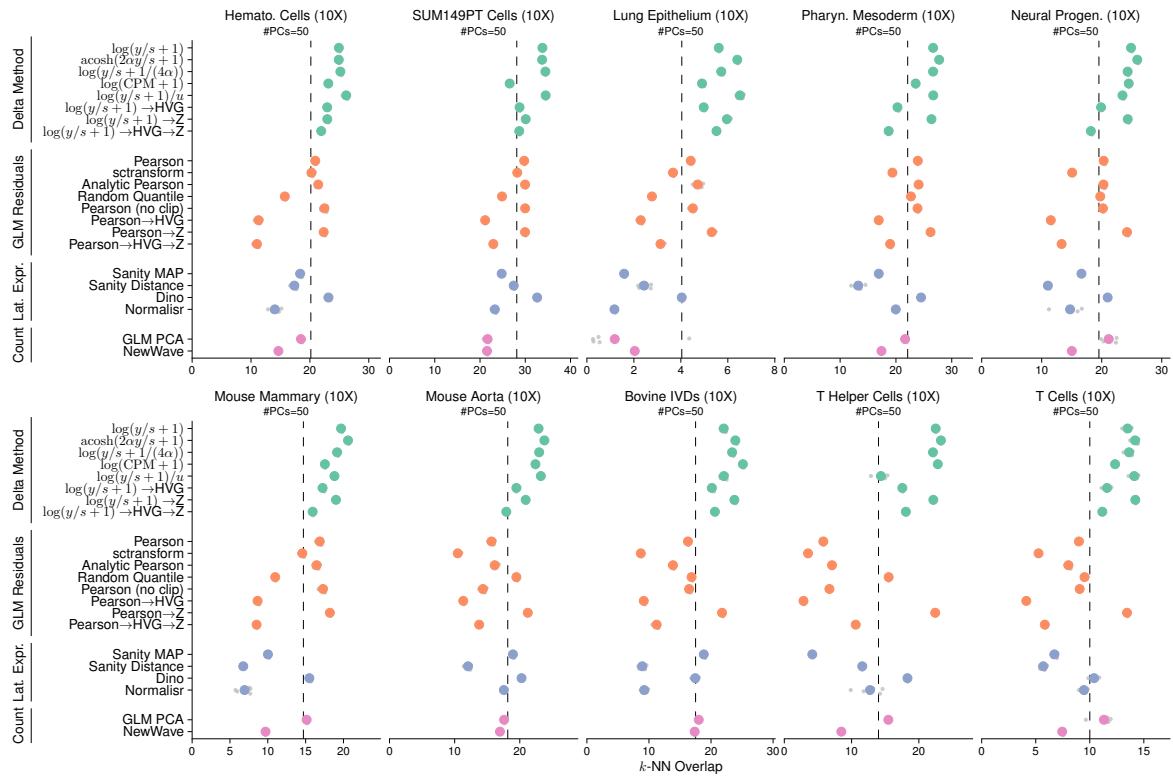 Hemato. Cells (10X) SUM149PT Cells (10X) Lung Epithelium (10X) Pharyn. Mesoderm (10X) Neural Progen. (10X)
#PCs=50 #PCs=50 #PCs=50 #PCs=50 #PCs=50
Delta Method
log(y/s + 1)
acosh(2αy/s + 1)
log(y/s + 1/(4α))
log(CPM + 1)
log(y/s + 1)/u
log(y/s + 1) →HVG
log(y/s + 1) →Z
log(y/s + 1) →HVG→Z
GLM Residuals
Pearson
sctransform
Analytic Pearson
Random Quantile
Pearson (no clip)
Pearson→HVG
Pearson→Z
Pearson→HVG→Z
Lat. Expr.
Sanity MAP
Sanity Distance
Dino
Normalisr
Count
GLM PCA
NewWave
0 10 20 30 0 10 20 30 40 0 2 4 6 8 0 10 20 30 0 10 20 30
Mouse Mammary (10X) Mouse Aorta (10X) Bovine IVDs (10X) T Helper Cells (10X) T Cells (10X)
#PCs=50 #PCs=50 #PCs=50 #PCs=50 #PCs=50
Delta Method
log(y/s + 1)
acosh(2αy/s + 1)
log(y/s + 1/(4α))
log(CPM + 1)
log(y/s + 1)/u
log(y/s + 1) →HVG
log(y/s + 1) →Z
log(y/s + 1) →HVG→Z
GLM Residuals
Pearson
sctransform
Analytic Pearson
Random Quantile
Pearson (no clip)
Pearson→HVG
Pearson→Z
Pearson→HVG→Z
Lat. Expr.
Sanity MAP
Sanity Distance
Dino
Normalisr
Count
GLM PCA
NewWave
0 5 10 15 20 0 10 20 0 10 20 30 0 10 20 0 5 10 15
k-NN Overlap